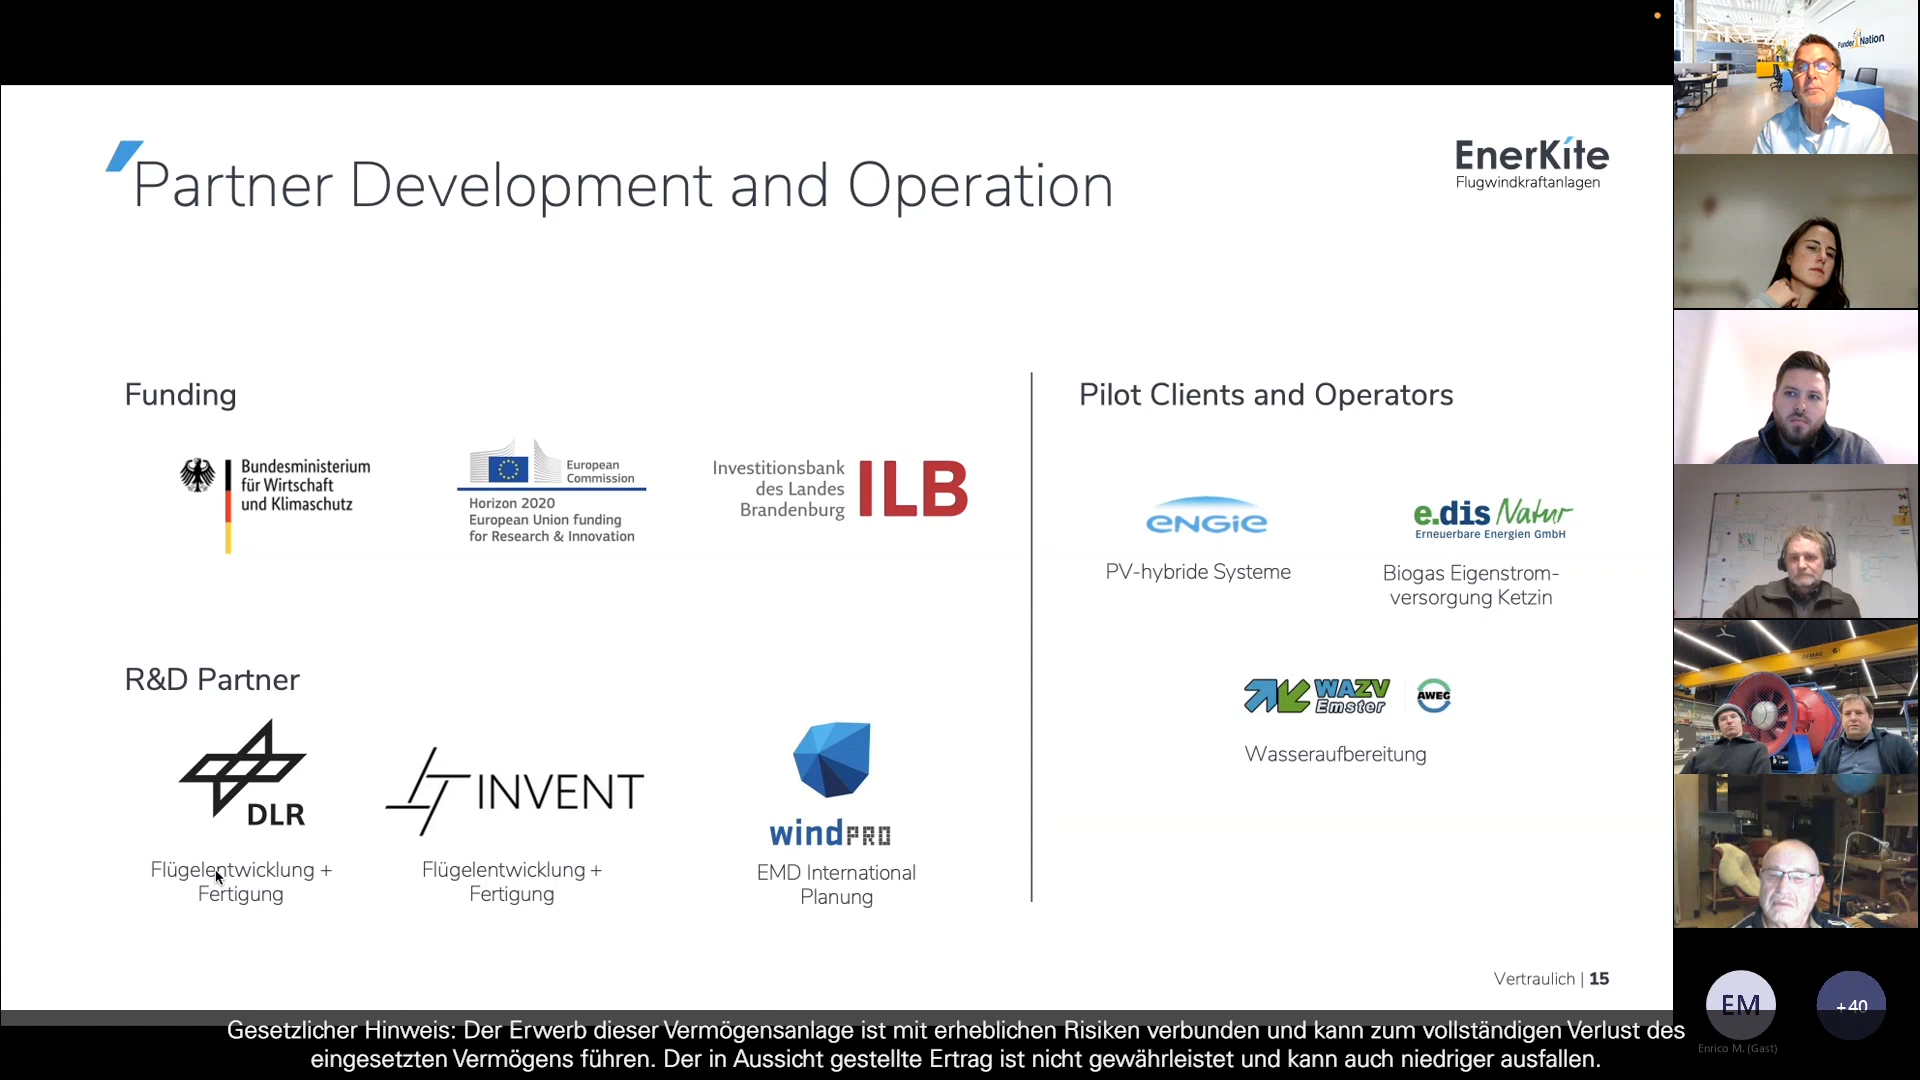 Partner Development and Operation
EnerKite
Flugwindkraftanlagen
Funding
Bundesministerium
für Wirtschaft
und Klimaschutz
European
Commission
Horizon 2020
European Union funding
for Research & Innovation
Investitionsbank
des Landes
Brandenburg
ILB
R&D Partner
DLR
Flügelentwicklung +
Fertigung
INVENT
Flügelentwicklung +
Fertigung
windPRO
EMD International
Planung
Pilot Clients and Operators
ENGIE
PV-hybride Systeme
e.dis Natur
Erneuerbare Energien GmbH
Biogas Eigenstrom-
versorgung Ketzin
WAZV
Emster
AWEG
Wasseraufbereitung
Vertraulich | 15
FunderNation
DEMAG
EM
+40
Enrico M. (Gast)
Gesetzlicher Hinweis: Der Erwerb dieser Vermögensanlage ist mit erheblichen Risiken verbunden und kann zum vollständigen Verlust des
eingesetzten Vermögens führen. Der in Aussicht gestellte Ertrag ist nicht gewährleistet und kann auch niedriger ausfallen.